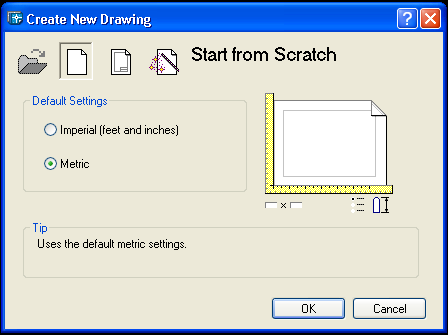 Create New Drawing
Start from Scratch
Default Settings
Imperial (feet and inches)
Metric
Tip
Uses the default metric settings.
OK
Cancel